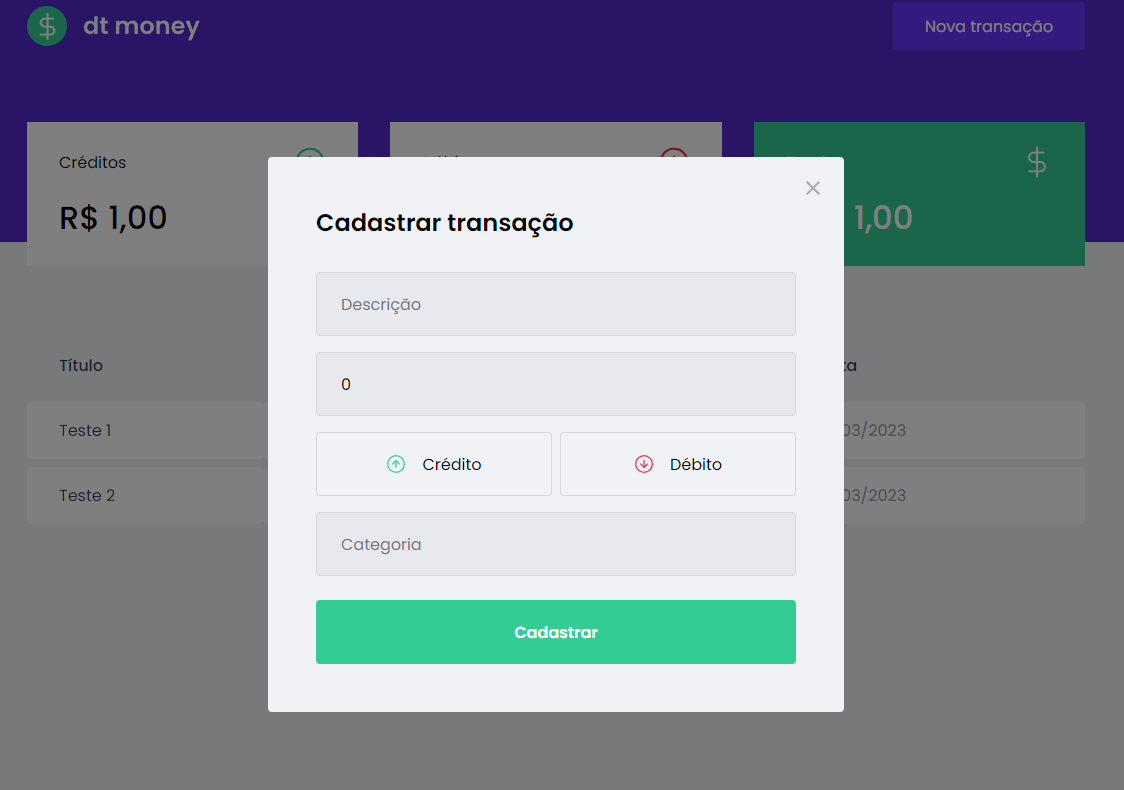 $ dt money
Nova transação
Créditos
R$ 1,00
$
1,00
Cadastrar transação
Descrição
0
Crédito
Débito
Categoria
Cadastrar
Título
ta
Teste 1
03/2023
Teste 2
03/2023